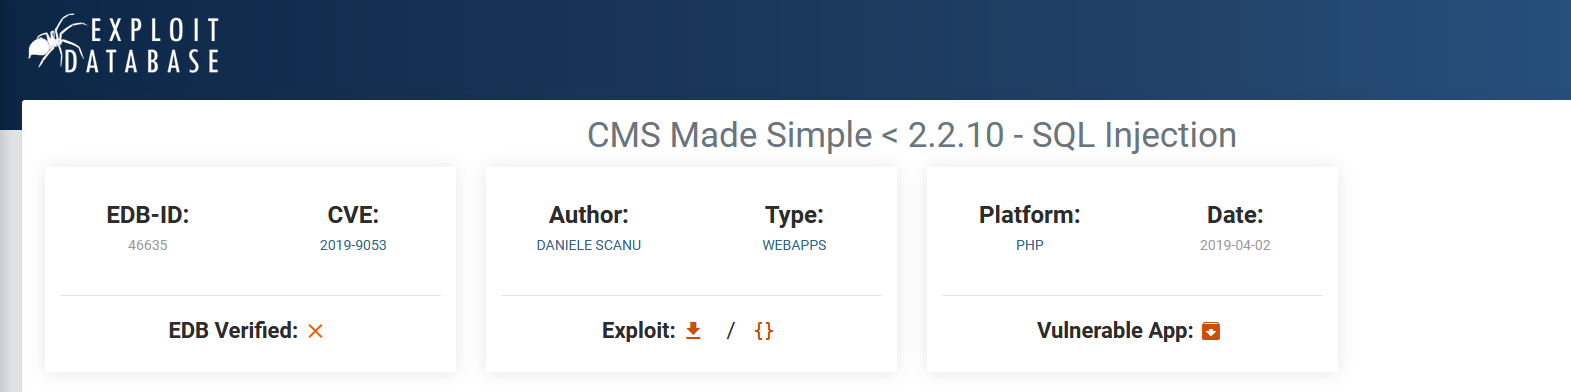 EXPLOIT
DATABASE
CMS Made Simple < 2.2.10 - SQL Injection
EDB-ID:
46635
CVE:
2019-9053
EDB Verified:
Author:
DANIELE SCANU
Type:
WEBAPPS
Exploit: / {}
Platform:
PHP
Date:
2019-04-02
Vulnerable App: